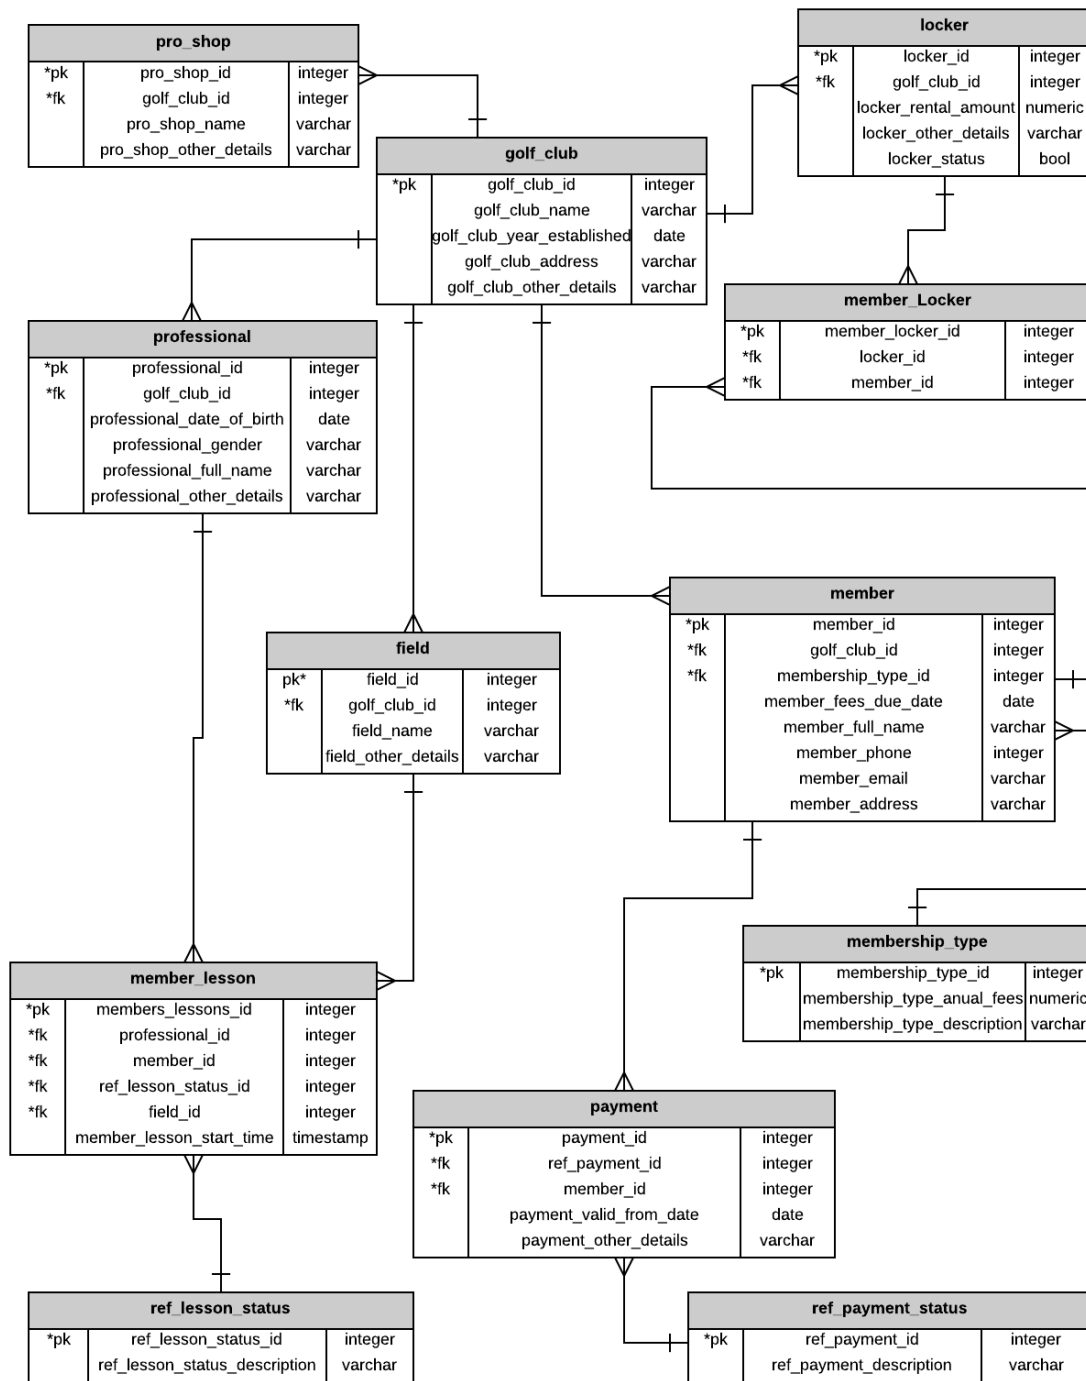 pro_shop
*pk pro_shop_id integer
*fk golf_club_id integer
pro_shop_name varchar
pro_shop_other_details varchar
locker
*pk locker_id integer
*fk golf_club_id integer
locker_rental_amount numeric
locker_other_details varchar
locker_status bool
golf_club
*pk golf_club_id integer
golf_club_name varchar
golf_club_year_established date
golf_club_address varchar
golf_club_other_details varchar
member_Locker
*pk member_locker_id integer
*fk locker_id integer
*fk member_id integer
professional
*pk professional_id integer
*fk golf_club_id integer
professional_date_of_birth date
professional_gender varchar
professional_full_name varchar
professional_other_details varchar
member
*pk member_id integer
*fk golf_club_id integer
*fk membership_type_id integer
member_fees_due_date date
member_full_name varchar
member_phone integer
member_email varchar
member_address varchar
field
pk* field_id integer
*fk golf_club_id integer
field_name varchar
field_other_details varchar
membership_type
*pk membership_type_id integer
membership_type_anual_fees numeric
membership_type_description varchar
member_lesson
*pk members_lessons_id integer
*fk professional_id integer
*fk member_id integer
*fk ref_lesson_status_id integer
*fk field_id integer
member_lesson_start_time timestamp
payment
*pk payment_id integer
*fk ref_payment_id integer
*fk member_id integer
payment_valid_from_date date
payment_other_details varchar
ref_lesson_status
*pk ref_lesson_status_id integer
ref_lesson_status_description varchar
ref_payment_status
*pk ref_payment_id integer
ref_payment_description varchar